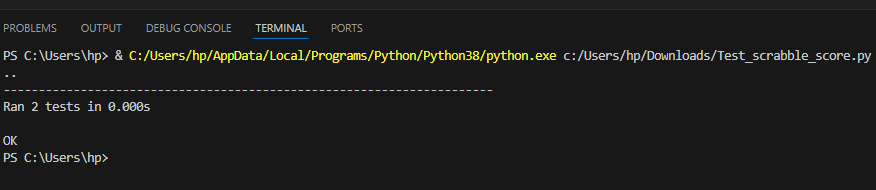 PROBLEMS OUTPUT DEBUG CONSOLE TERMINAL PORTS
PS C:\Users\hp> & C:/Users/hp/AppData/Local/Programs/Python/Python38/python.exe c:/Users/hp/Downloads/Test_scrabble_score.py
..
----------------------------------------------------------------------
Ran 2 tests in 0.000s
OK
PS C:\Users\hp>